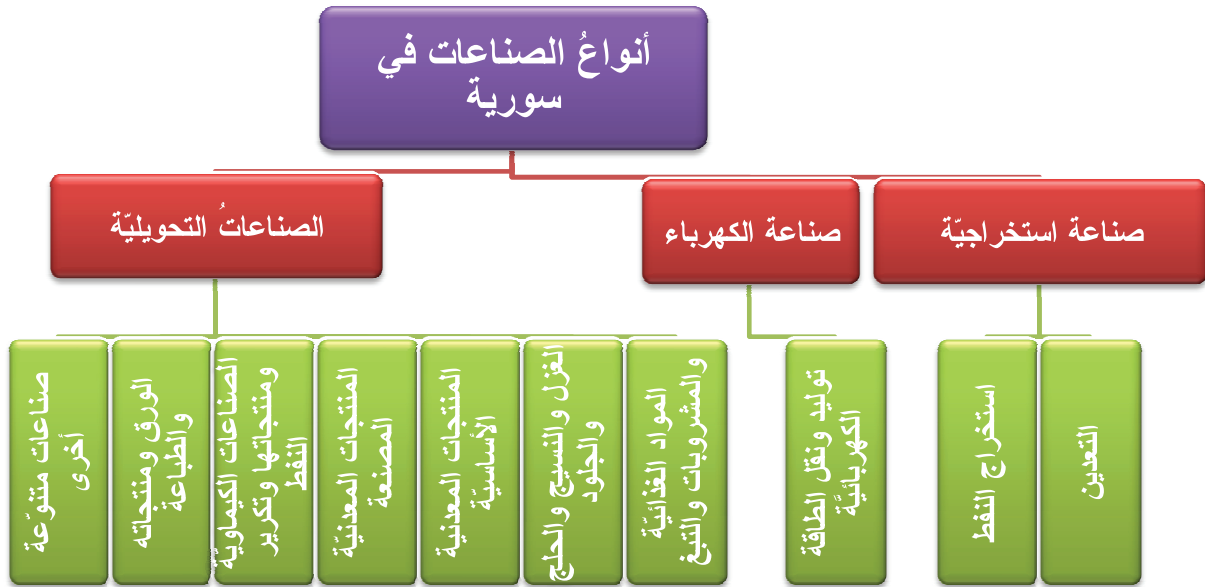 أنواعُ الصناعات في
سورية
صناعة استخراجيّة
صناعة الكهرباء
الصناعاتُ التحويليّة
التعدين
استخراج النفط
توليد ونقل الطاقة
الكهربائيَّة
المواد الغذائيّة
والمشروبات والتبغ
الغزل والنسيج والحلج
والجلود
المنتجات المعدنية
الأساسيّة
المنتجات المعدنيّة
المصنعة
الصناعات الكيماويّة
ومنتجاتها وتكرير
النفط
الورق ومنتجاته
والطباعة
صناعات متنوّعة
أخرى